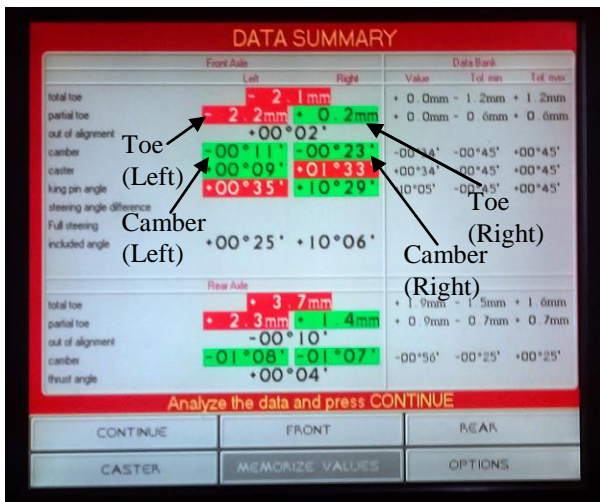 DATA SUMMARY
Front Axle Data Bank
Left Right Value Tol. min Tol. max
total toe - 2.1mm + 0.0mm - 1.2mm + 1.2mm
partial toe - 2.2mm + 0.2mm + 0.0mm - 0.6mm + 0.6mm
out of alignment +00°02'
Toe
(Left)
camber -00°11' -00°23' -00°34' -00°45' +00°45'
caster +00°09' +01°33' +00°34' -00°45' +00°45'
king pin angle +00°35' +10°29' 10°05' -00°45' +00°45'
steering angle difference
Toe
(Right)
Full steering
Camber
(Left)
included angle +00°25' +10°06'
Camber
(Right)
Rear Axle
total toe + 3.7mm + 1.9mm - 1.5mm + 1.6mm
partial toe + 2.3mm + 1.4mm + 0.9mm - 0.7mm + 0.7mm
out of alignment -00°10'
camber -01°08' -01°07' -00°56' -00°25' +00°25'
thrust angle +00°04'
Analyze the data and press CONTINUE
CONTINUE FRONT REAR
CASTER MEMORIZE VALUES OPTIONS